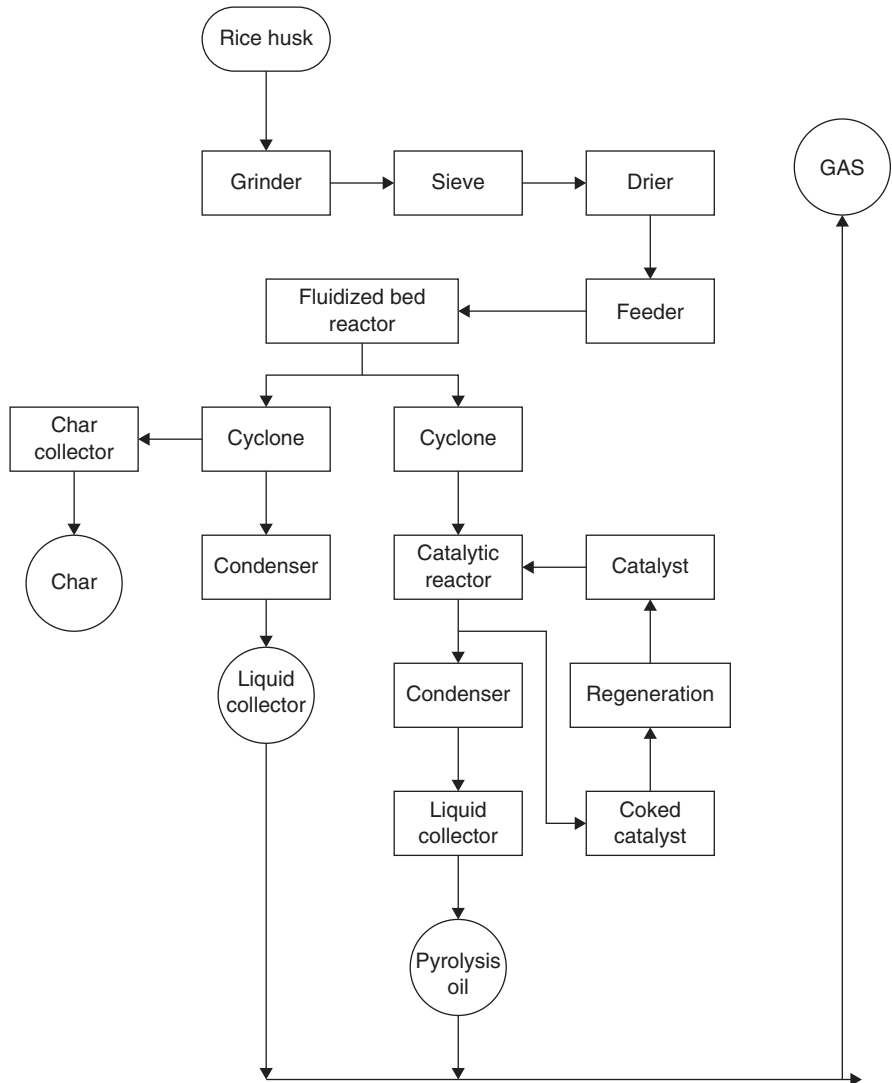 Rice husk
Grinder
Sieve
Drier
GAS
Fluidized bed
reactor
Feeder
Char
collector
Cyclone
Cyclone
Char
Condenser
Catalytic
reactor
Catalyst
Liquid
collector
Condenser
Regeneration
Liquid
collector
Coked
catalyst
Pyrolysis
oil